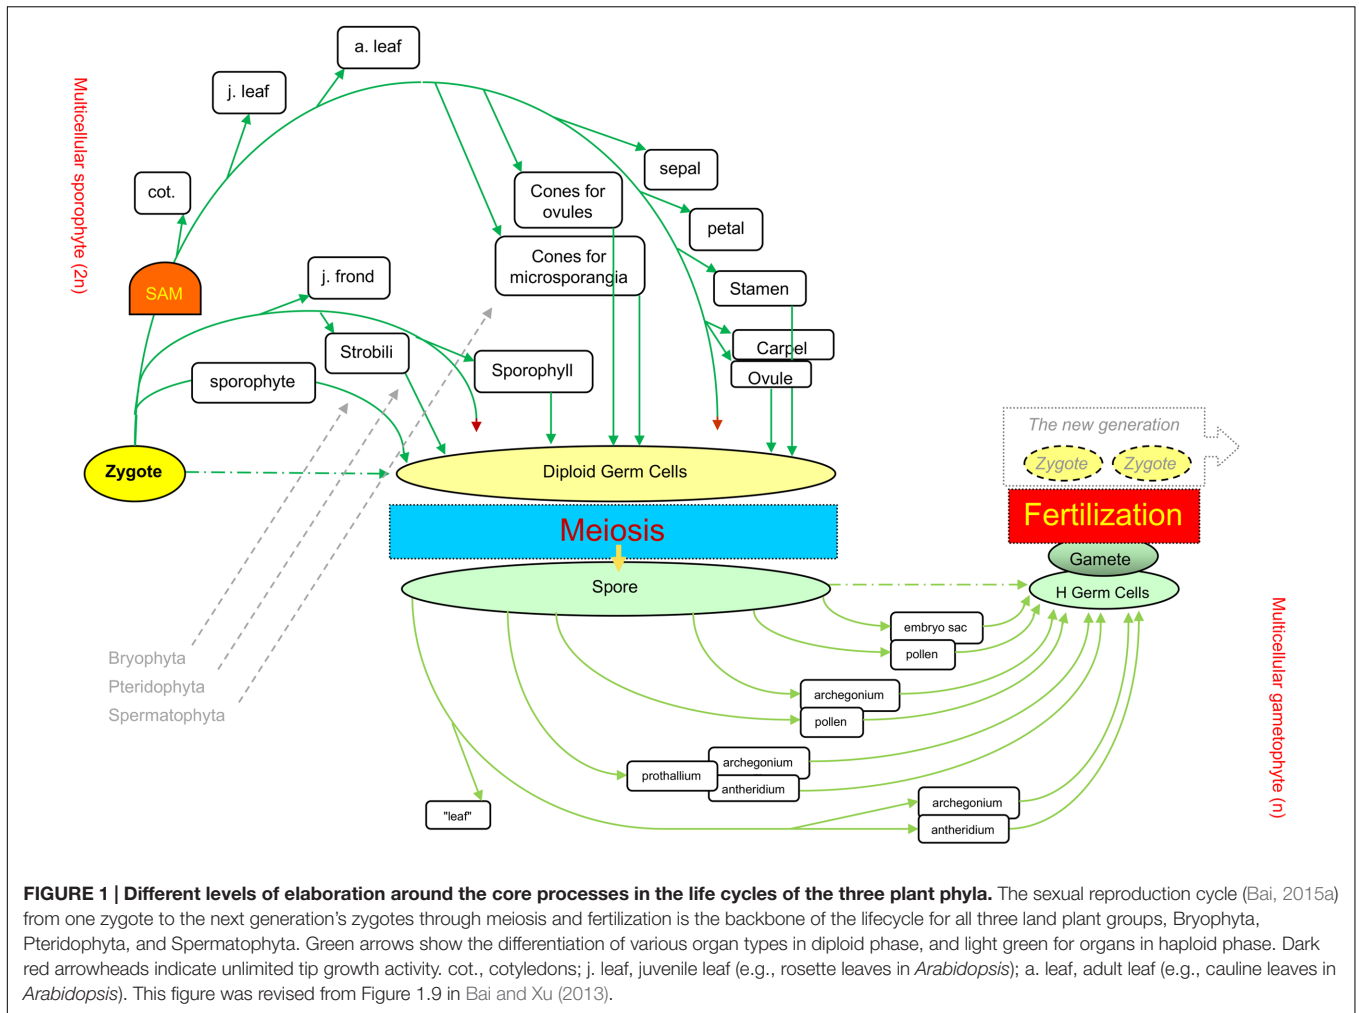 a. leaf
j. leaf
Multicellular sporophyte (2n)
cot.
sepal
Cones for
ovules
petal
Cones for
microsporangia
j. frond
Stamen
SAM
Strobili
Carpel
Sporophyll
Ovule
sporophyte
The new generation
Zygote
Zygote
Zygote
Diploid Germ Cells
Fertilization
Meiosis
Gamete
Spore
H Germ Cells
embryo sac
pollen
Bryophyta
Pteridophyta
Spermatophyta
archegonium
pollen
Multicellular gametophyte (n)
archegonium
prothallium
antheridium
archegonium
"leaf"
antheridium
FIGURE 1 | Different levels of elaboration around the core processes in the life cycles of the three plant phyla. The sexual reproduction cycle (Bai, 2015a)
from one zygote to the next generation's zygotes through meiosis and fertilization is the backbone of the lifecycle for all three land plant groups, Bryophyta,
Pteridophyta, and Spermatophyta. Green arrows show the differentiation of various organ types in diploid phase, and light green for organs in haploid phase. Dark
red arrowheads indicate unlimited tip growth activity. cot., cotyledons; j. leaf, juvenile leaf (e.g., rosette leaves in Arabidopsis); a. leaf, adult leaf (e.g., cauline leaves in
Arabidopsis). This figure was revised from Figure 1.9 in Bai and Xu (2013).